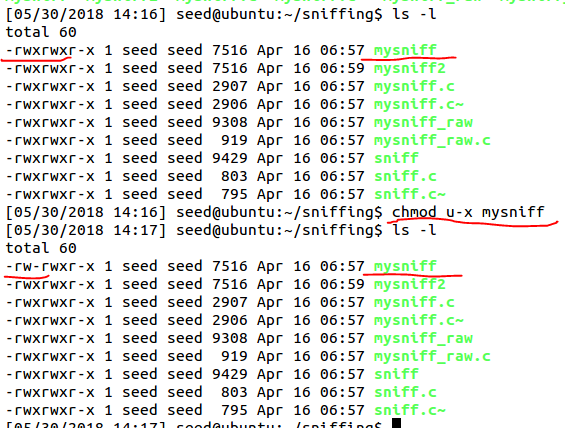 [05/30/2018 14:16] seed@ubuntu:~/sniffing$ ls -l
total 60
-rwxrwxr-x 1 seed seed 7516 Apr 16 06:57 mysniff
-rwxrwxr-x 1 seed seed 7516 Apr 16 06:59 mysniff2
-rwxrwxr-x 1 seed seed 2907 Apr 16 06:57 mysniff.c
-rwxrwxr-x 1 seed seed 2906 Apr 16 06:57 mysniff.c~
-rwxrwxr-x 1 seed seed 9308 Apr 16 06:57 mysniff_raw
-rwxrwxr-x 1 seed seed  919 Apr 16 06:57 mysniff_raw.c
-rwxrwxr-x 1 seed seed 9429 Apr 16 06:57 sniff
-rwxrwxr-x 1 seed seed  803 Apr 16 06:57 sniff.c
-rwxrwxr-x 1 seed seed  795 Apr 16 06:57 sniff.c~
[05/30/2018 14:16] seed@ubuntu:~/sniffing$ chmod u-x mysniff
[05/30/2018 14:17] seed@ubuntu:~/sniffing$ ls -l
total 60
-rw-rwxr-x 1 seed seed 7516 Apr 16 06:57 mysniff
-rwxrwxr-x 1 seed seed 7516 Apr 16 06:59 mysniff2
-rwxrwxr-x 1 seed seed 2907 Apr 16 06:57 mysniff.c
-rwxrwxr-x 1 seed seed 2906 Apr 16 06:57 mysniff.c~
-rwxrwxr-x 1 seed seed 9308 Apr 16 06:57 mysniff_raw
-rwxrwxr-x 1 seed seed  919 Apr 16 06:57 mysniff_raw.c
-rwxrwxr-x 1 seed seed 9429 Apr 16 06:57 sniff
-rwxrwxr-x 1 seed seed  803 Apr 16 06:57 sniff.c
-rwxrwxr-x 1 seed seed  795 Apr 16 06:57 sniff.c~
[05/30/2018 14:17] seed@ubuntu:~/sniffing$